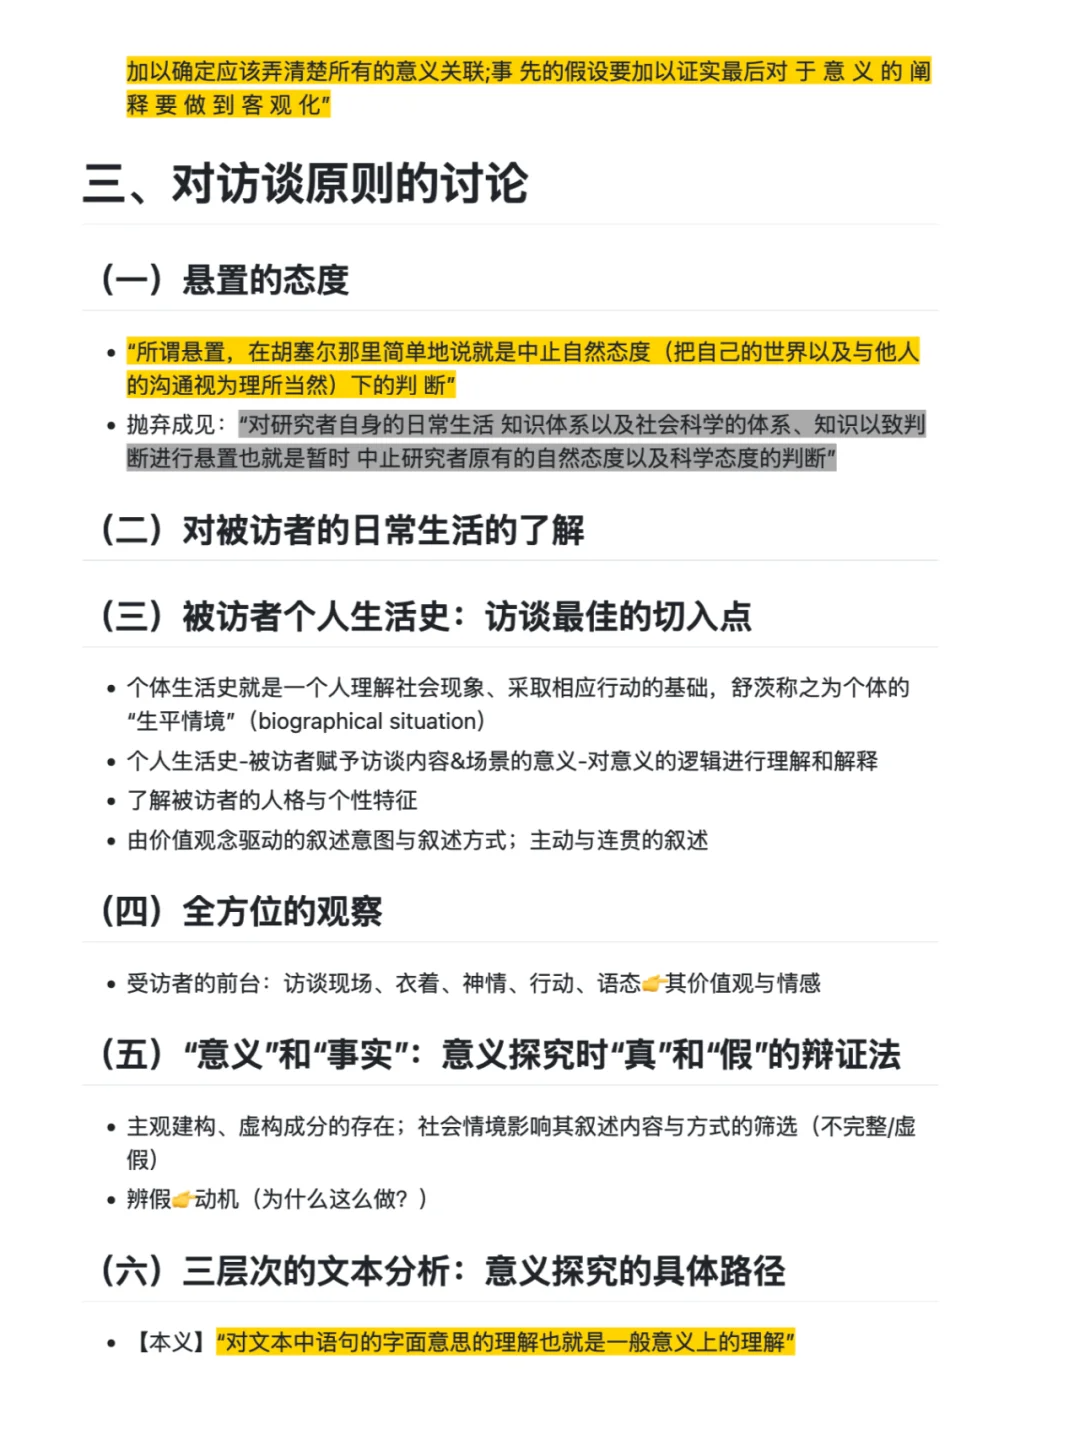 加以确定应该弄清楚所有的意义关联;事 先的假设要加以证实最后对 于 意 义 的 阐
释 要 做 到 客 观 化”
三、对访谈原则的讨论
（一）悬置的态度
• “所谓悬置，在胡塞尔那里简单地说就是中止自然态度（把自己的世界以及与他人
的沟通视为理所当然）下的判 断”
• 抛弃成见：“对研究者自身的日常生活 知识体系以及社会科学的体系、知识以致判
断进行悬置也就是暂时 中止研究者原有的自然态度以及科学态度的判断”
（二）对被访者的日常生活的了解
（三）被访者个人生活史：访谈最佳的切入点
• 个体生活史就是一个人理解社会现象、采取相应行动的基础，舒茨称之为个体的
“生平情境”（biographical situation）
• 个人生活史-被访者赋予访谈内容&场景的意义-对意义的逻辑进行理解和解释
• 了解被访者的人格与个性特征
• 由价值观念驱动的叙述意图与叙述方式；主动与连贯的叙述
（四）全方位的观察
• 受访者的前台：访谈现场、衣着、神情、行动、语态👉其价值观与情感
（五）“意义”和“事实”：意义探究时“真”和“假”的辩证法
• 主观建构、虚构成分的存在；社会情境影响其叙述内容与方式的筛选（不完整/虚
假）
• 辨假👉动机（为什么这么做？）
（六）三层次的文本分析：意义探究的具体路径
• 【本义】“对文本中语句的字面意思的理解也就是一般意义上的理解”